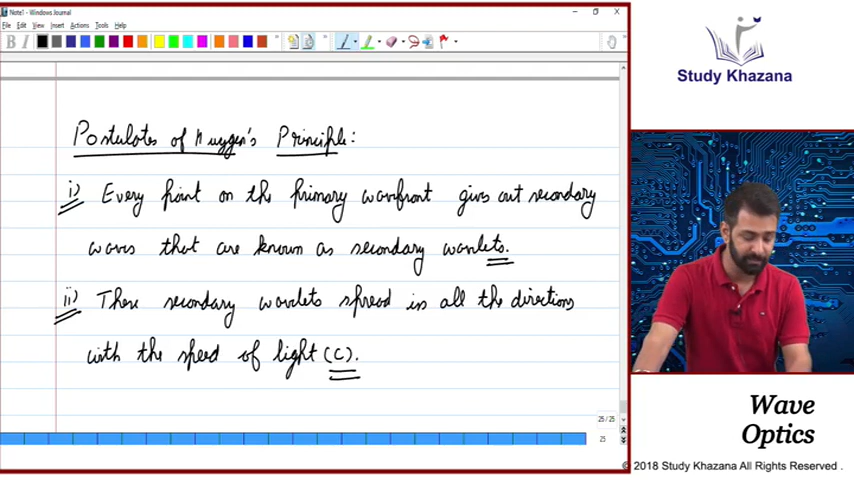 Note1 - Windows Journal
File Edit View Insert Actions Tools Help
B I
Study Khazana
Postulates of Huygen's Principle:
i) Every point on the primary wavefront gives out secondary
waves that are known as secondary wavelets.
ii) These secondary wavelets spread in all the directions
with the speed of light (C).
25 / 25
25
Wave
Optics
© 2018 Study Khazana All Rights Reserved .